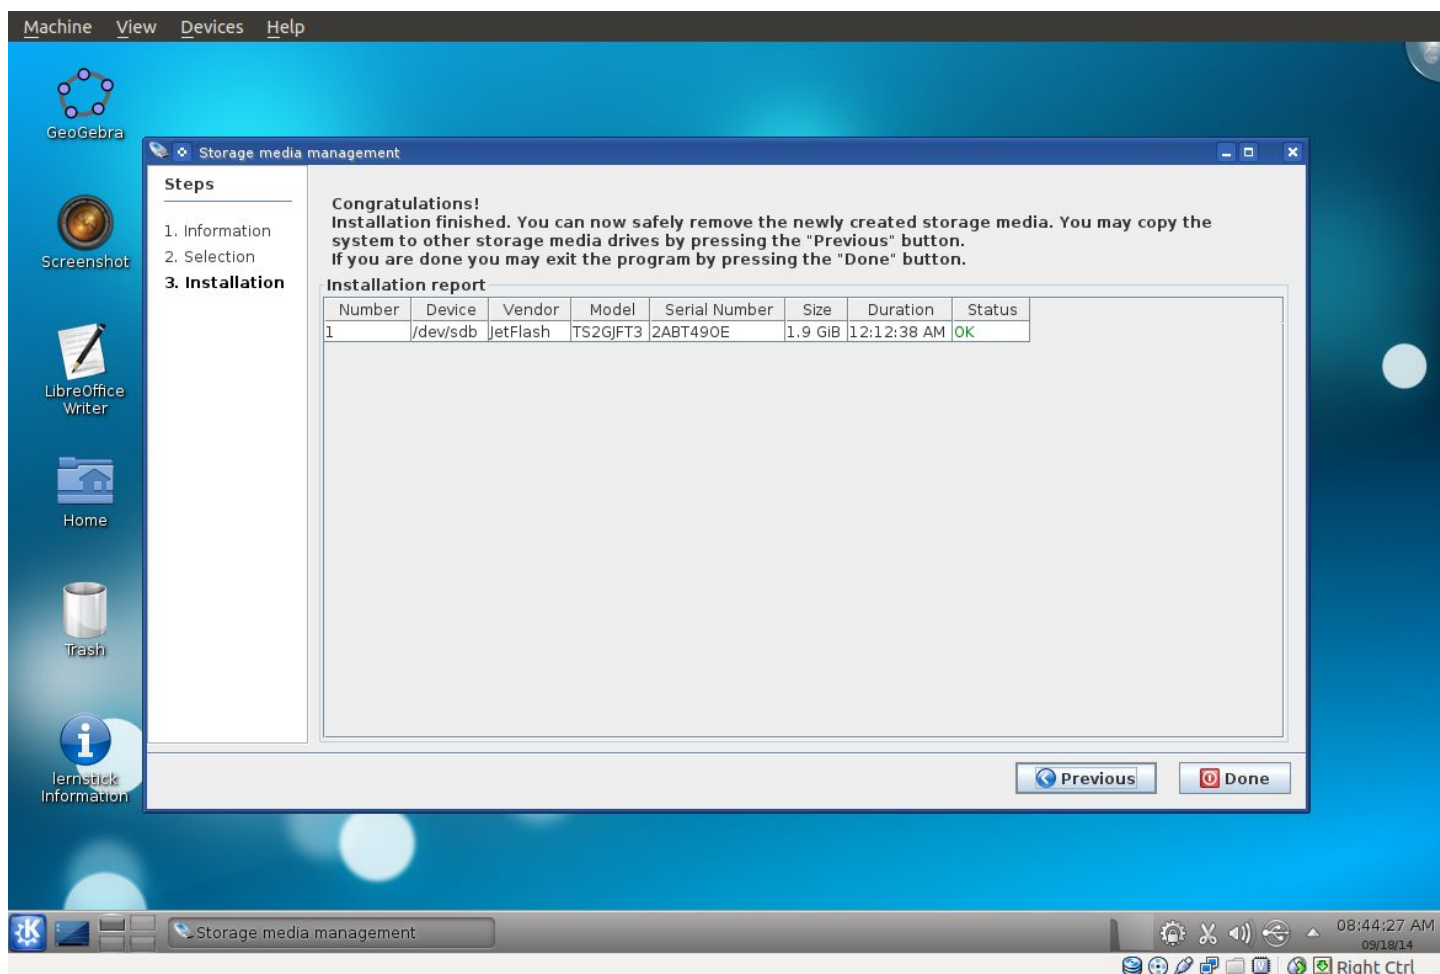 Machine View Devices Help
GeoGebra
Screenshot
LibreOffice
Writer
Home
Trash
lernstick
Information
Storage media management
Steps
1. Information
2. Selection
3. Installation
Congratulations!
Installation finished. You can now safely remove the newly created storage media. You may copy the
system to other storage media drives by pressing the "Previous" button.
If you are done you may exit the program by pressing the "Done" button.
Installation report
Number Device Vendor Model Serial Number Size Duration Status
1 /dev/sdb JetFlash TS2GJFT3 2ABT490E 1.9 GiB 12:12:38 AM OK
Previous Done
Storage media management
08:44:27 AM
09/18/14
Right Ctrl